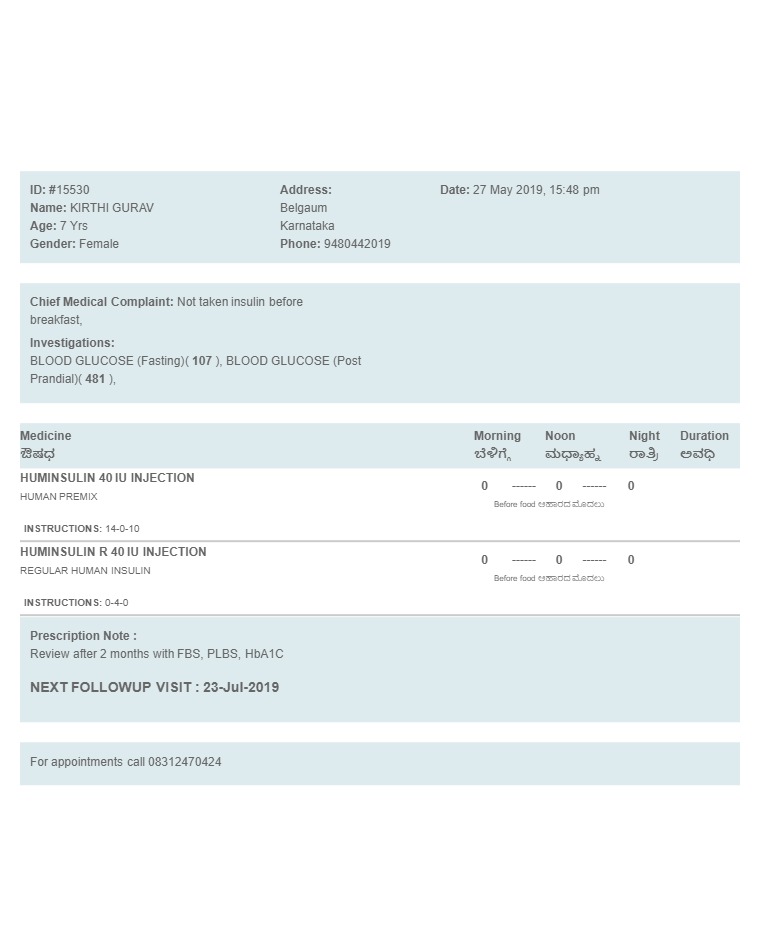 ID: #15530 Address: Date: 27 May 2019, 15:48 pm
Name: KIRTHI GURAV Belgaum
Age: 7 Yrs Karnataka
Gender: Female Phone: 9480442019
Chief Medical Complaint: Not taken insulin before
breakfast,
Investigations:
BLOOD GLUCOSE (Fasting)( 107 ), BLOOD GLUCOSE (Post
Prandial)( 481 ),
Medicine Morning Noon Night Duration
ಔಷಧ ಬೆಳಿಗ್ಗೆ ಮಧ್ಯಾಹ್ನ ರಾತ್ರಿ ಅವಧಿ
HUMINSULIN 40 IU INJECTION
0 ------ 0 ------ 0
HUMAN PREMIX
Before food ಆಹಾರದ ಮೊದಲು
INSTRUCTIONS: 14-0-10
HUMINSULIN R 40 IU INJECTION
0 ------ 0 ------ 0
REGULAR HUMAN INSULIN
Before food ಆಹಾರದ ಮೊದಲು
INSTRUCTIONS: 0-4-0
Prescription Note :
Review after 2 months with FBS, PLBS, HbA1C
NEXT FOLLOWUP VISIT : 23-Jul-2019
For appointments call 08312470424